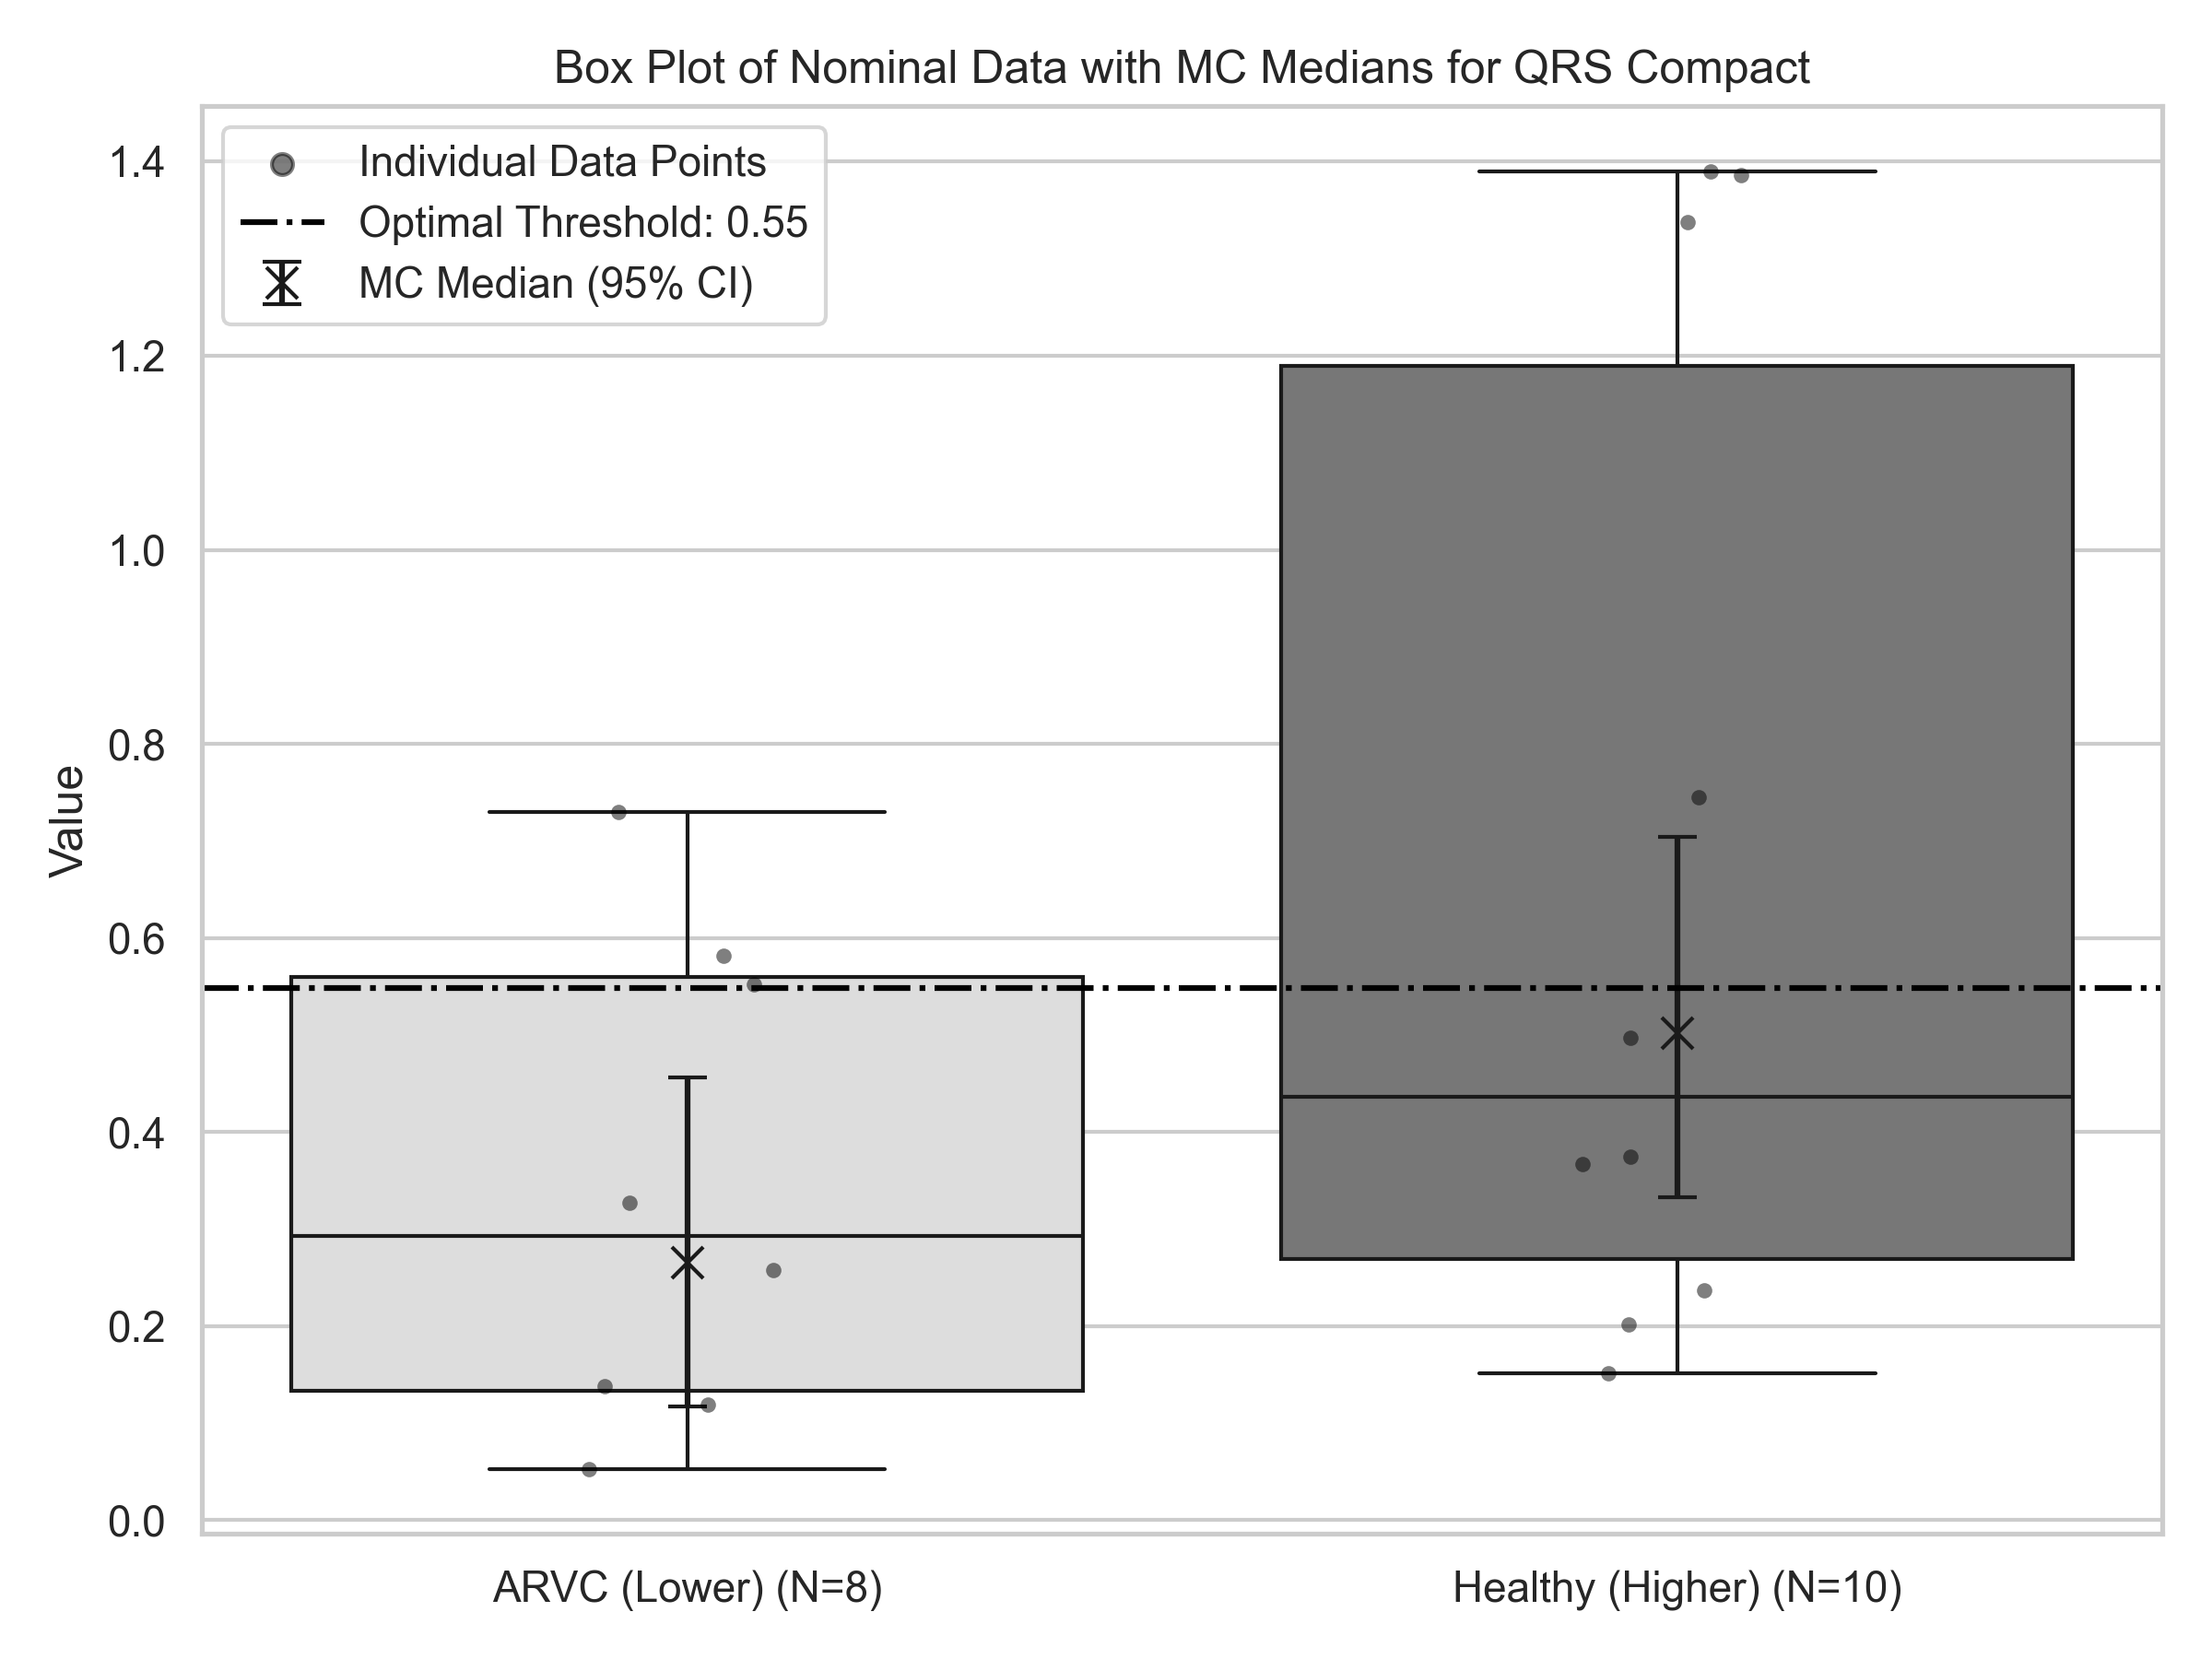 Box Plot of Nominal Data with MC Medians for QRS Compact
Individual Data Points
Optimal Threshold: 0.55
MC Median (95% CI)
1.4
1.2
1.0
0.8
0.6
0.4
0.2
0.0
Value
ARVC (Lower) (N=8)
Healthy (Higher) (N=10)